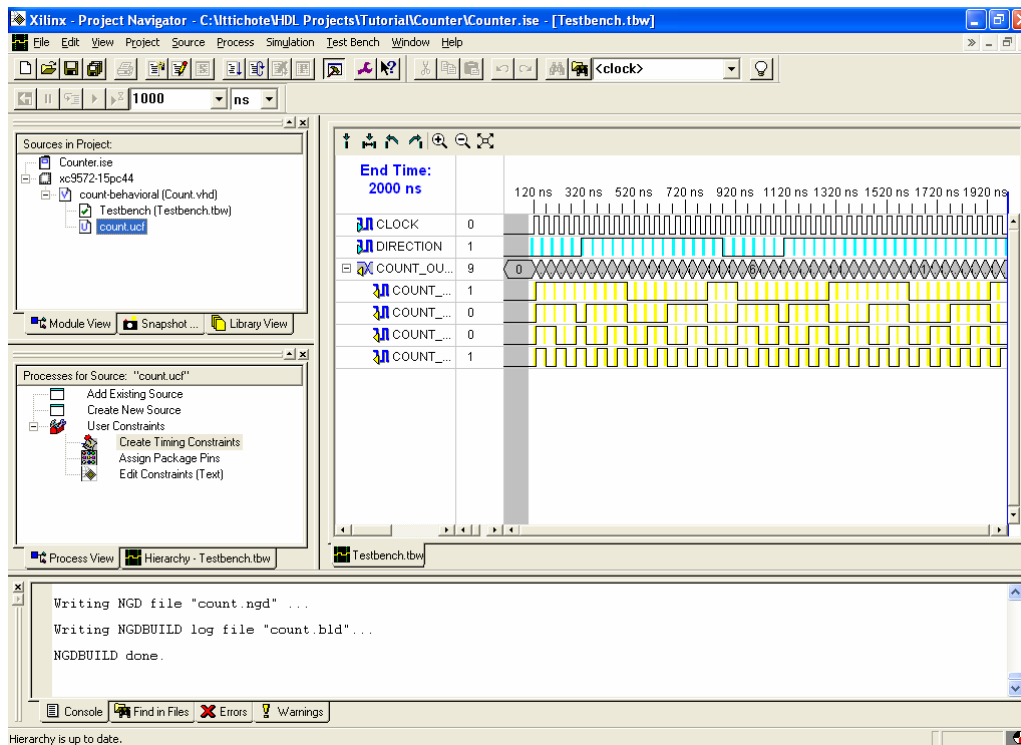 Xilinx - Project Navigator - C:\Ittichote\HDL Projects\Tutorial\Counter\Counter.ise - [Testbench.tbw]
File Edit View Project Source Process Simulation Test Bench Window Help
<clock>
1000 ns
Sources in Project:
Counter.ise
xc9572-15pc44
count-behavioral (Count.vhd)
Testbench (Testbench.tbw)
count.ucf
Module View Snapshot ... Library View
Processes for Source: "count.ucf"
Add Existing Source
Create New Source
User Constraints
Create Timing Constraints
Assign Package Pins
Edit Constraints (Text)
Process View Hierarchy - Testbench.tbw
End Time:
2000 ns
120 ns 320 ns 520 ns 720 ns 920 ns 1120 ns 1320 ns 1520 ns 1720 ns 1920 ns
CLOCK 0
DIRECTION 1
COUNT_OU... 9 0 6 1
COUNT_... 1
COUNT_... 0
COUNT_... 0
COUNT_... 1
Testbench.tbw
Writing NGD file "count.ngd" ...
Writing NGDBUILD log file "count.bld"...
NGDBUILD done.
Console Find in Files Errors Warnings
Hierarchy is up to date.